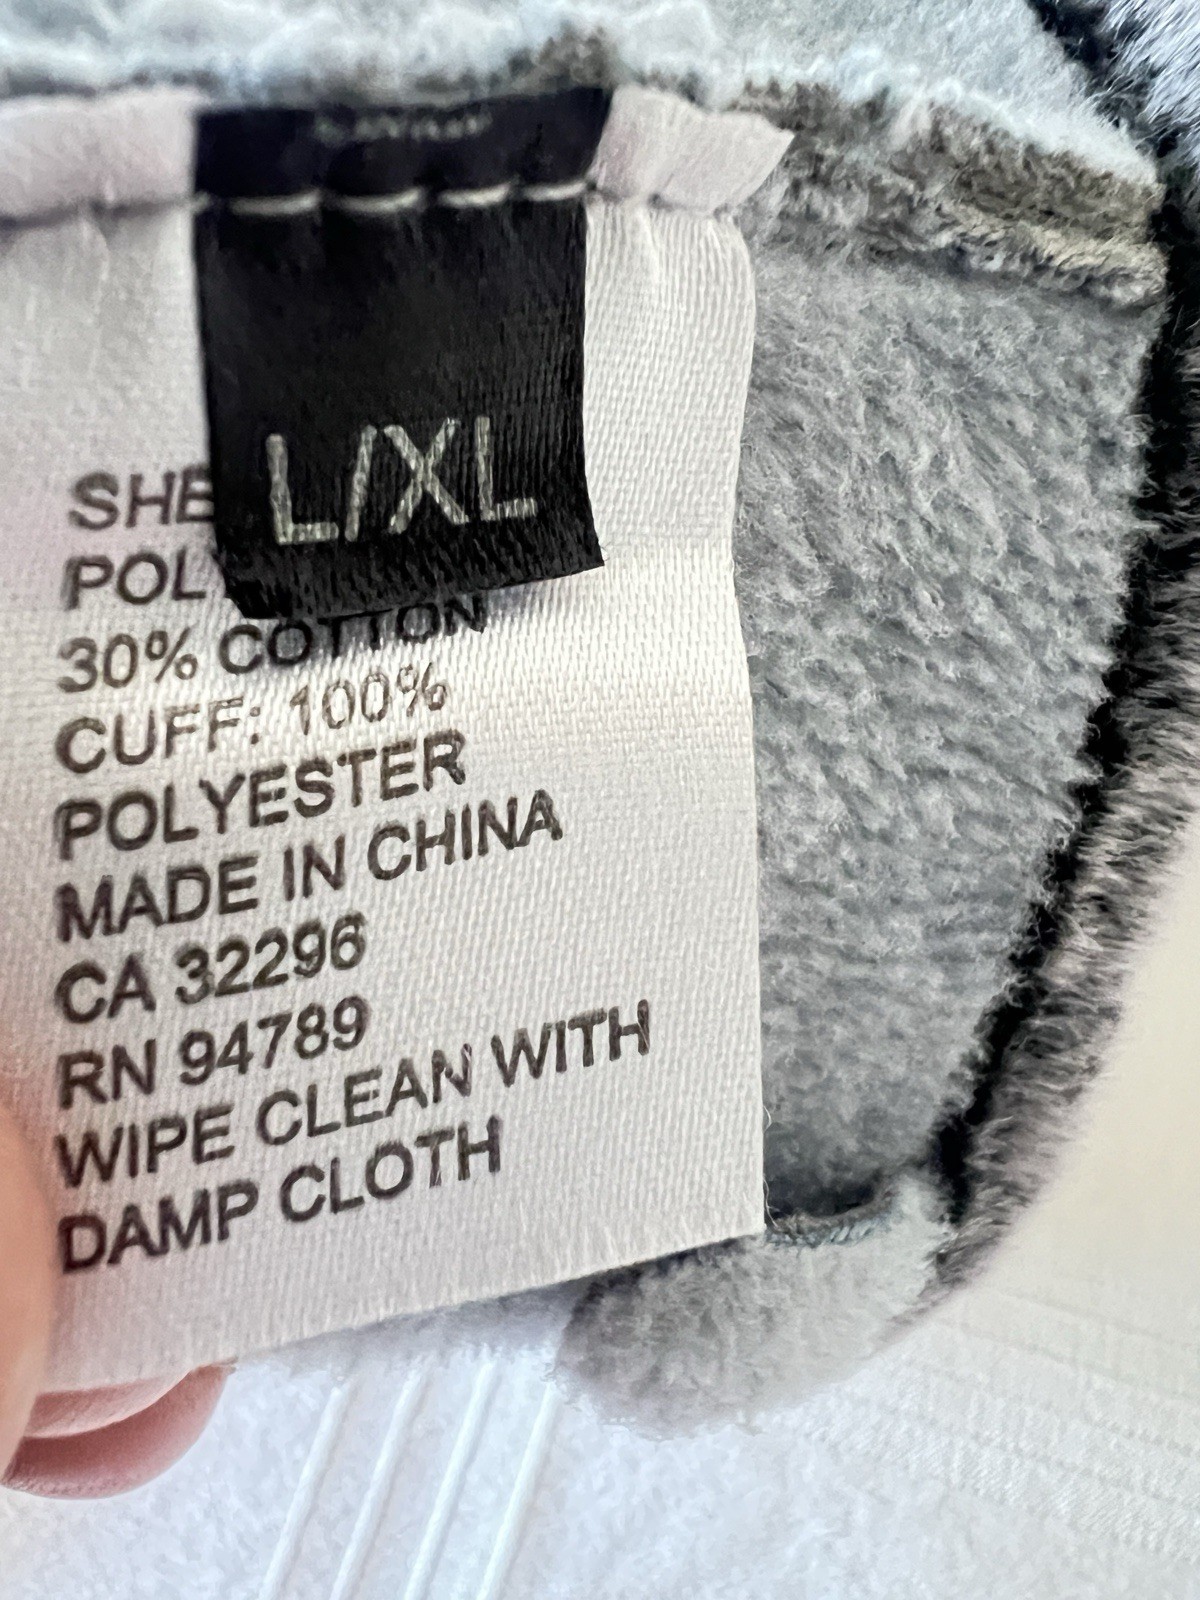 L/XL
SHE
POLY
30% COTTON
CUFF: 100%
POLYESTER
MADE IN CHINA
CA 32296
RN 94789
WIPE CLEAN WITH
DAMP CLOTH